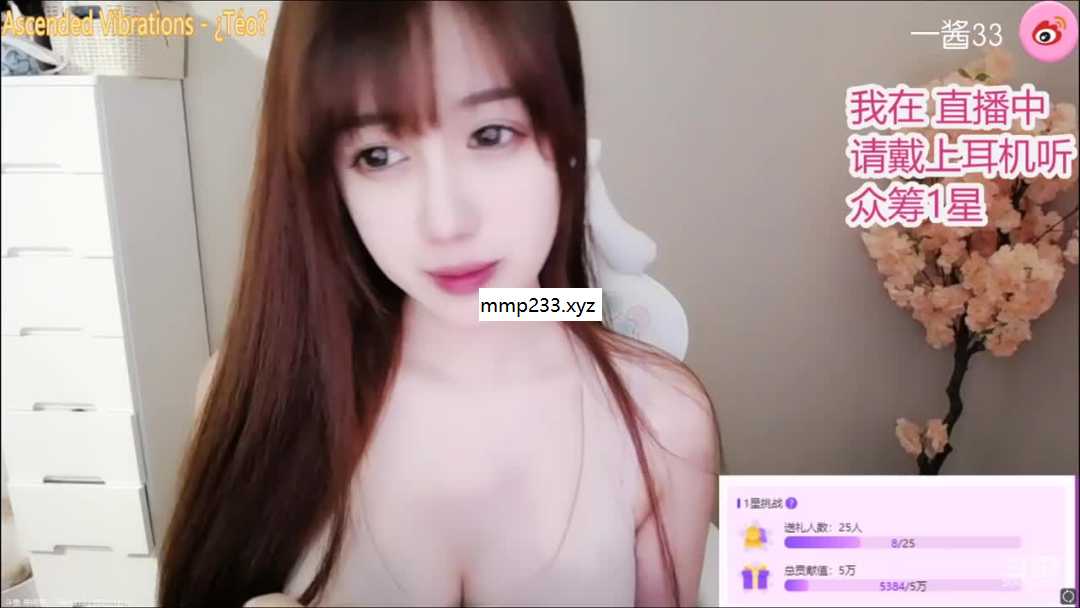 Ascended Vibrations - ¿Téo?
一酱33
我在 直播中
请戴上耳机听
众筹1星
mmp233.xyz
1星挑战 ?
送礼人数：25人
8/25
总贡献值：5万
5384/5万